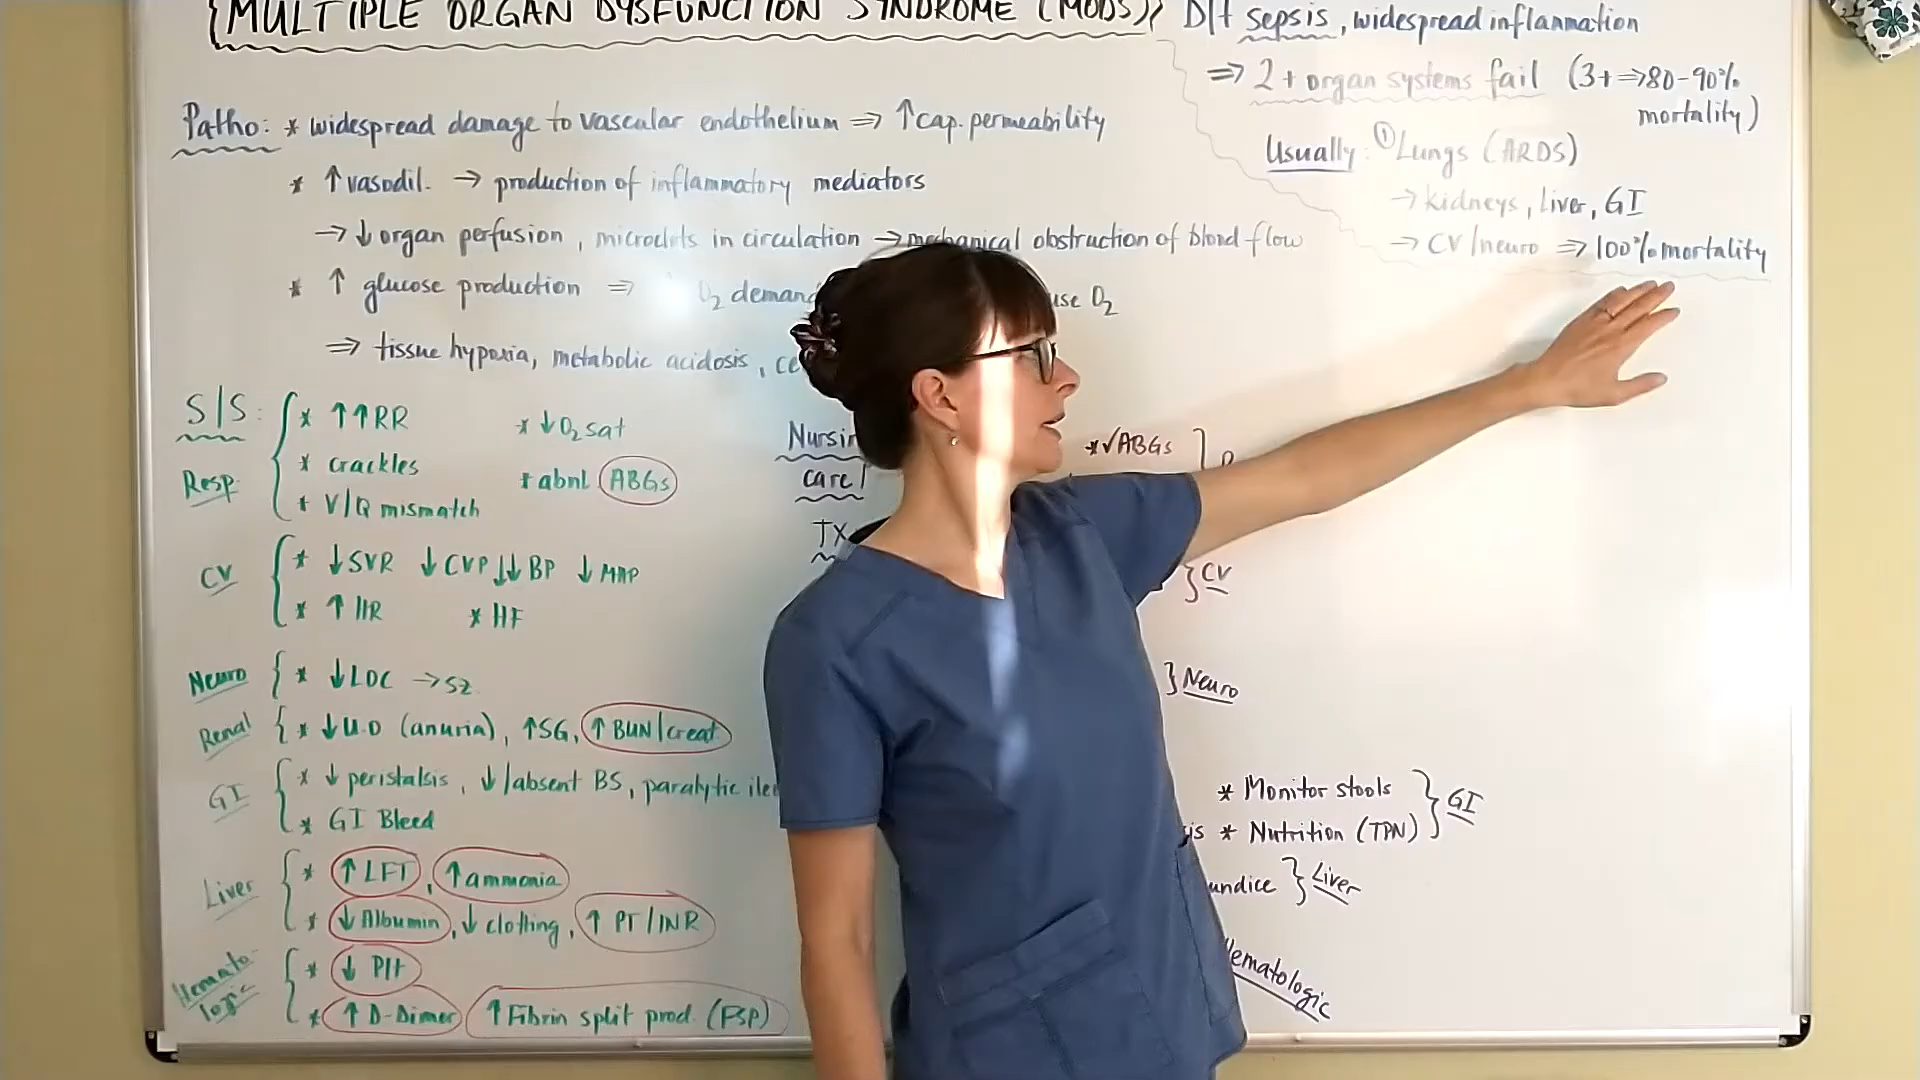 {MULTIPLE ORGAN DYSFUNCTION SYNDROME (MODS)}
D/t sepsis, widespread inflammation
⇒ 2+ organ systems fail (3+ ⇒ 80-90% mortality)
Usually: ① Lungs (ARDS)
→ kidneys, liver, GI
→ CV/neuro ⇒ 100% mortality
Patho: * widespread damage to vascular endothelium ⇒ ↑cap. permeability
* ↑ vasodil. → production of inflammatory mediators
→ ↓ organ perfusion, microclots in circulation → mechanical obstruction of blood flow
* ↑ glucose production ⇒ O2 demand use O2
⇒ tissue hypoxia, metabolic acidosis,
S/S:
Resp
* ↑↑RR * ↓O2 sat
* crackles * abnl ABGs
* V/Q mismatch
CV
* ↓SVR ↓CVP ↓↓BP ↓MAP
* ↑HR * HF
Neuro { * ↓LOC → sz
Renal { * ↓U.O (anuria), ↑SG, ↑ BUN/creat.
GI
* ↓ peristalsis, ↓/absent BS, paralytic
* GI Bleed
Liver
* ↑LFT, ↑ammonia
* ↓Albumin, ↓clotting, ↑ PT/INR
Hematologic
* ↓ Plt
* ↑ D-Dimer ↑ Fibrin split prod. (FSP)
care/
TX
*✓ABGs }
} CV
} Neuro
* Monitor stools
* Nutrition (TPN) } GI
} Liver